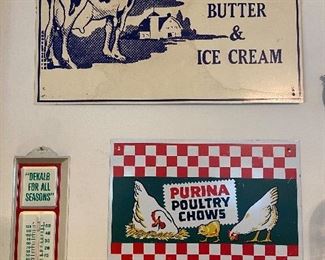 BUTTER
&
ICE CREAM
"DEKALB
FOR ALL
SEASONS"
PURINA
POULTRY
CHOWS